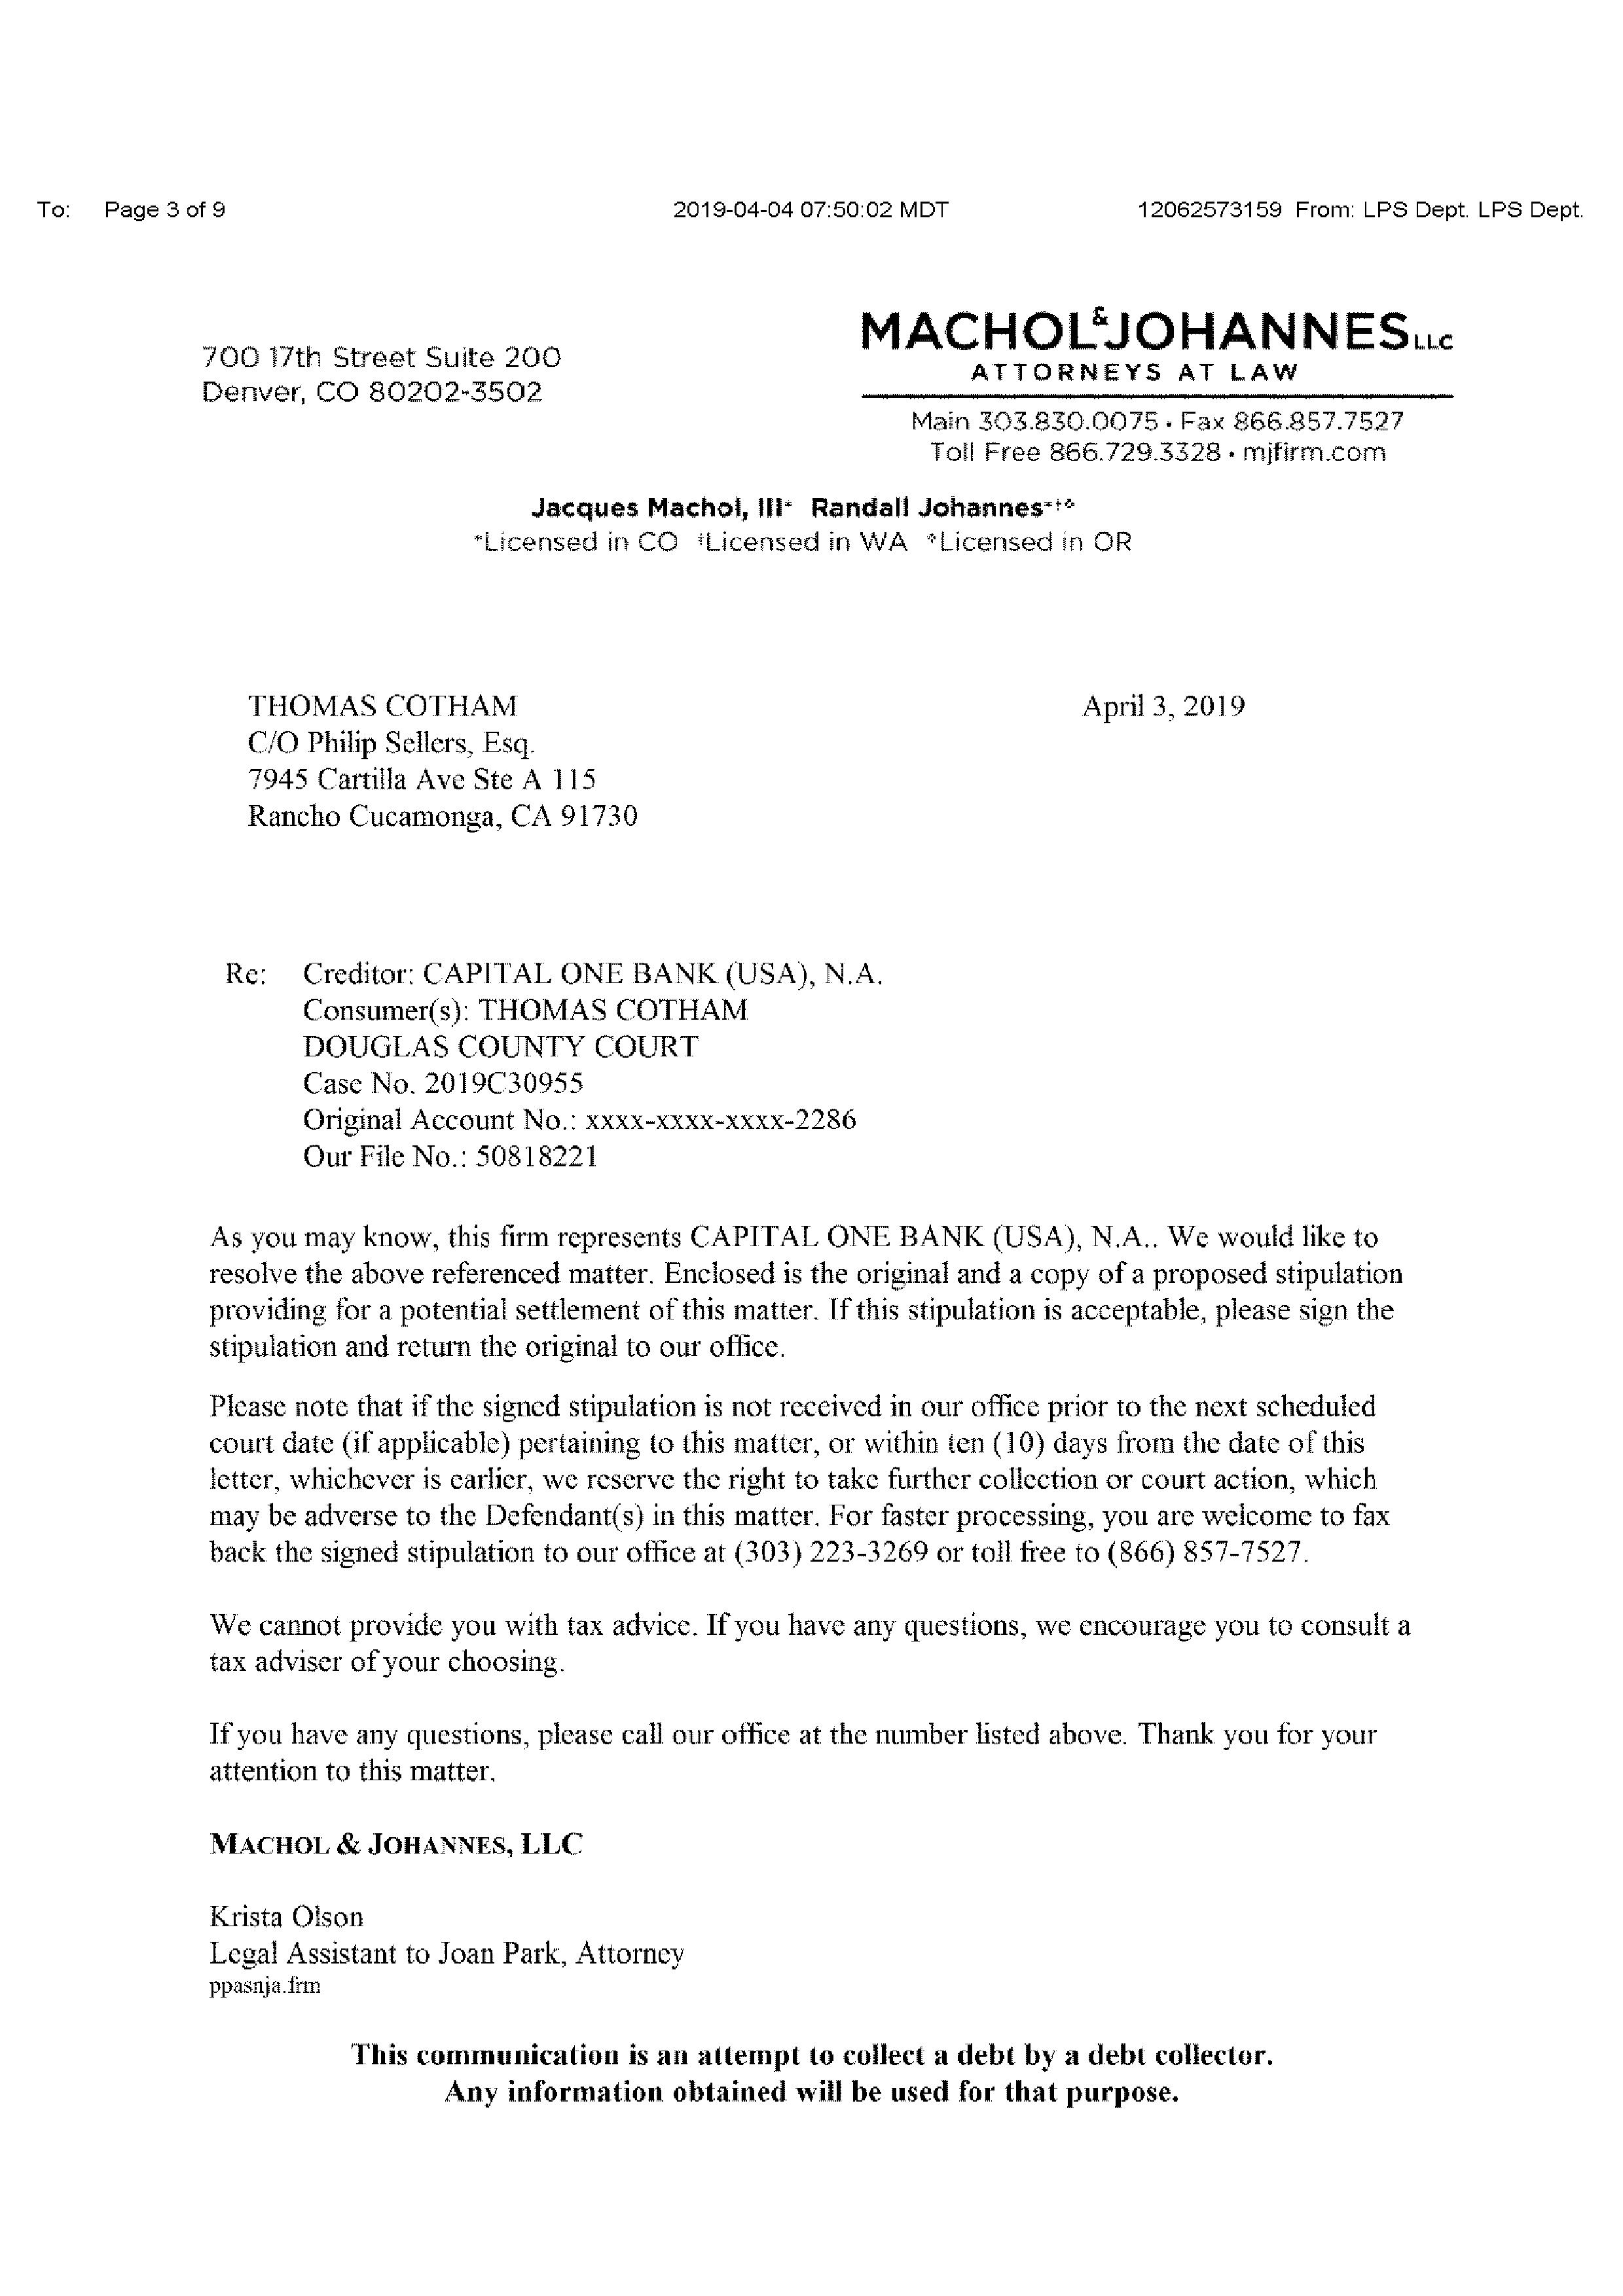 To: Page 3 of 9 2019-04-04 07:50:02 MDT 12062573159 From: LPS Dept. LPS Dept.
700 17th Street Suite 200
Denver, CO 80202-3502
MACHOL&JOHANNES LLC
ATTORNEYS AT LAW
Main 303.830.0075 • Fax 866.857.7527
Toll Free 866.729.3328 • mjfirm.com
Jacques Machol, III* Randall Johannes*†°
*Licensed in CO †Licensed in WA °Licensed in OR
THOMAS COTHAM April 3, 2019
C/O Philip Sellers, Esq.
7945 Cartilla Ave Ste A 115
Rancho Cucamonga, CA 91730
Re: Creditor: CAPITAL ONE BANK (USA), N.A.
Consumer(s): THOMAS COTHAM
DOUGLAS COUNTY COURT
Case No. 2019C30955
Original Account No.: xxxx-xxxx-xxxx-2286
Our File No.: 50818221
As you may know, this firm represents CAPITAL ONE BANK (USA), N.A.. We would like to
resolve the above referenced matter. Enclosed is the original and a copy of a proposed stipulation
providing for a potential settlement of this matter. If this stipulation is acceptable, please sign the
stipulation and return the original to our office.
Please note that if the signed stipulation is not received in our office prior to the next scheduled
court date (if applicable) pertaining to this matter, or within ten (10) days from the date of this
letter, whichever is earlier, we reserve the right to take further collection or court action, which
may be adverse to the Defendant(s) in this matter. For faster processing, you are welcome to fax
back the signed stipulation to our office at (303) 223-3269 or toll free to (866) 857-7527.
We cannot provide you with tax advice. If you have any questions, we encourage you to consult a
tax adviser of your choosing.
If you have any questions, please call our office at the number listed above. Thank you for your
attention to this matter.
MACHOL & JOHANNES, LLC
Krista Olson
Legal Assistant to Joan Park, Attorney
ppasnja.frm
This communication is an attempt to collect a debt by a debt collector.
Any information obtained will be used for that purpose.